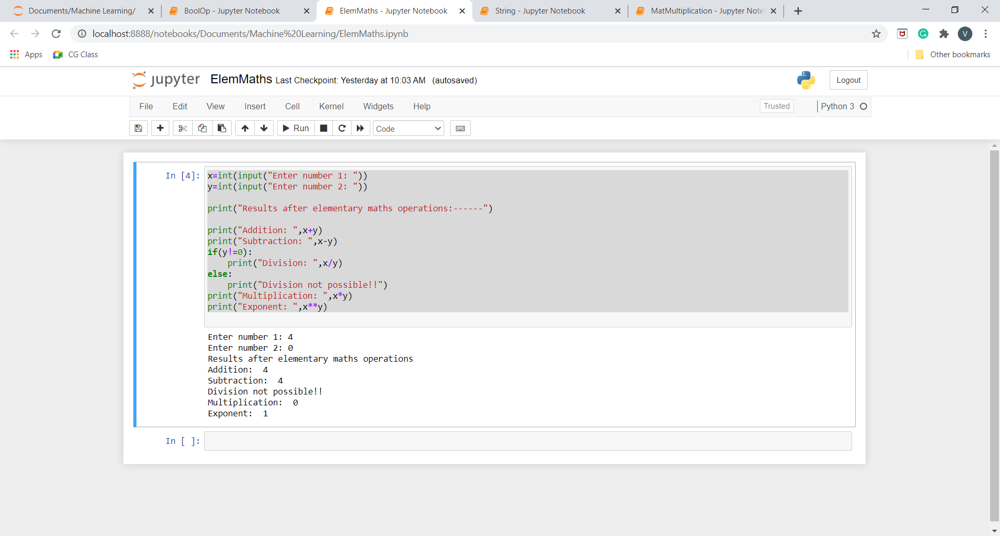 Documents/Machine Learning/
BoolOp - Jupyter Notebook
ElemMaths - Jupyter Notebook
String - Jupyter Notebook
MatMultiplication - Jupyter Note
localhost:8888/notebooks/Documents/Machine%20Learning/ElemMaths.ipynb
V
Apps
CG Class
Other bookmarks
jupyter
ElemMaths Last Checkpoint: Yesterday at 10:03 AM (autosaved)
Logout
File Edit View Insert Cell Kernel Widgets Help
Trusted
Python 3
Run
Code
In [4]:
x=int(input("Enter number 1: "))
y=int(input("Enter number 2: "))
print("Results after elementary maths operations:------")
print("Addition: ",x+y)
print("Subtraction: ",x-y)
if(y!=0):
    print("Division: ",x/y)
else:
    print("Division not possible!!")
print("Multiplication: ",x*y)
print("Exponent: ",x**y)
Enter number 1: 4
Enter number 2: 0
Results after elementary maths operations
Addition:  4
Subtraction:  4
Division not possible!!
Multiplication:  0
Exponent:  1
In [ ]: